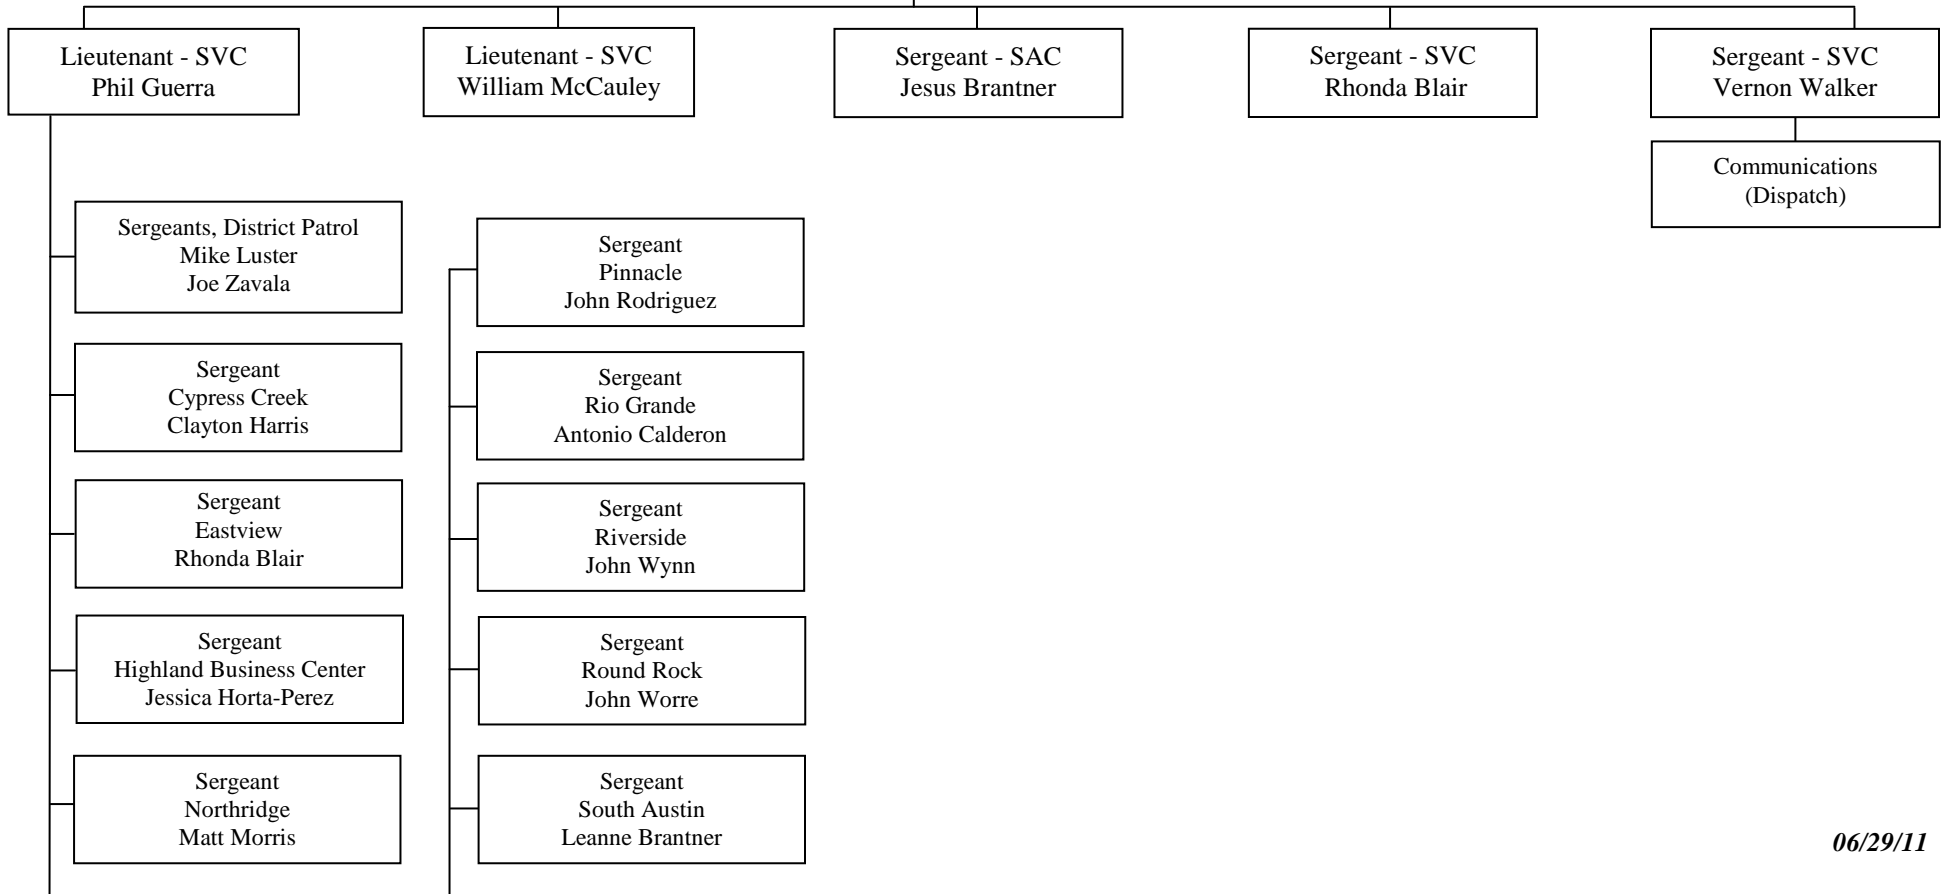 Lieutenant - SVC
Phil Guerra
Lieutenant - SVC
William McCauley
Sergeant - SAC
Jesus Brantner
Sergeant - SVC
Rhonda Blair
Sergeant - SVC
Vernon Walker
Communications
(Dispatch)
Sergeants, District Patrol
Mike Luster
Joe Zavala
Sergeant
Cypress Creek
Clayton Harris
Sergeant
Eastview
Rhonda Blair
Sergeant
Highland Business Center
Jessica Horta-Perez
Sergeant
Northridge
Matt Morris
Sergeant
Pinnacle
John Rodriguez
Sergeant
Rio Grande
Antonio Calderon
Sergeant
Riverside
John Wynn
Sergeant
Round Rock
John Worre
Sergeant
South Austin
Leanne Brantner
06/29/11